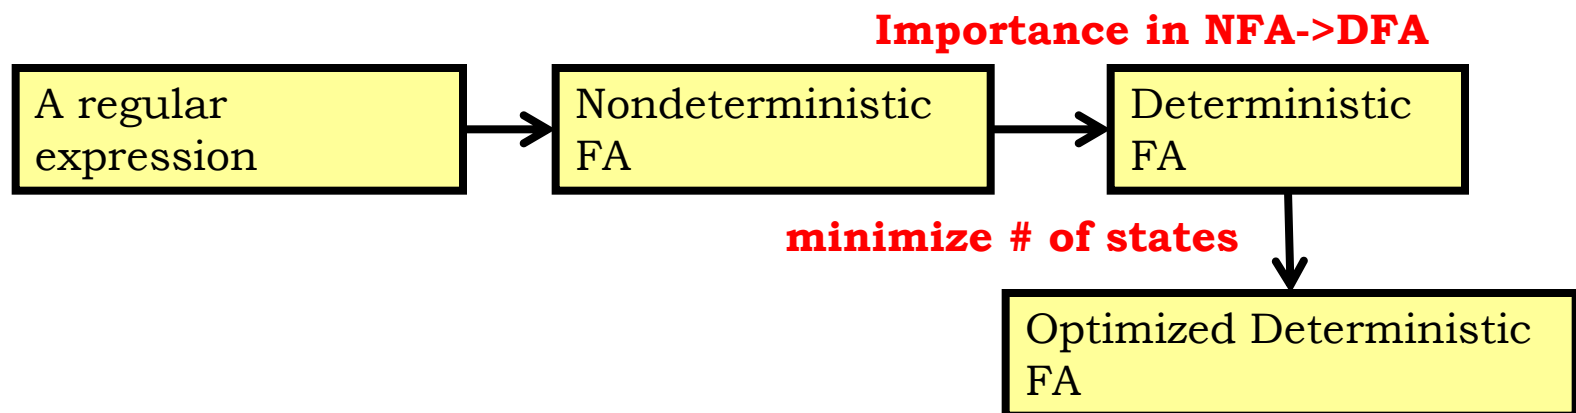 Importance in NFA->DFA
A regular
expression
Nondeterministic
FA
Deterministic
FA
minimize # of states
Optimized Deterministic
FA